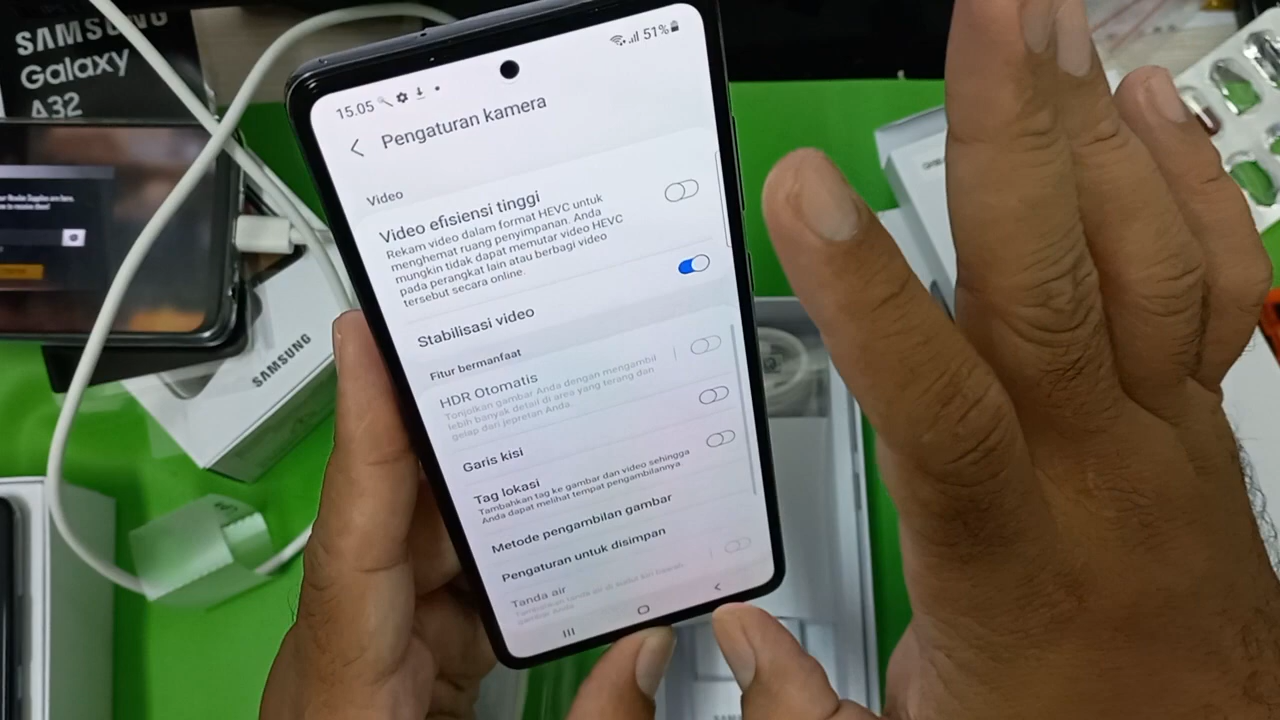 SAMSUNG
Galaxy
A32
SAMSUNG
15.05
51%
Pengaturan kamera
Video
Video efisiensi tinggi
Rekam video dalam format HEVC untuk
menghemat ruang penyimpanan. Anda
mungkin tidak dapat memutar video HEVC
pada perangkat lain atau berbagi video
tersebut secara online.
Stabilisasi video
Fitur bermanfaat
HDR Otomatis
Tonjolkan gambar Anda dengan mengambil
lebih banyak detail di area yang terang dan
gelap dari jepretan Anda.
Garis kisi
Tag lokasi
Tambahkan tag ke gambar dan video sehingga
Anda dapat melihat tempat pengambilannya
Metode pengambilan gambar
Pengaturan untuk disimpan
Tanda air